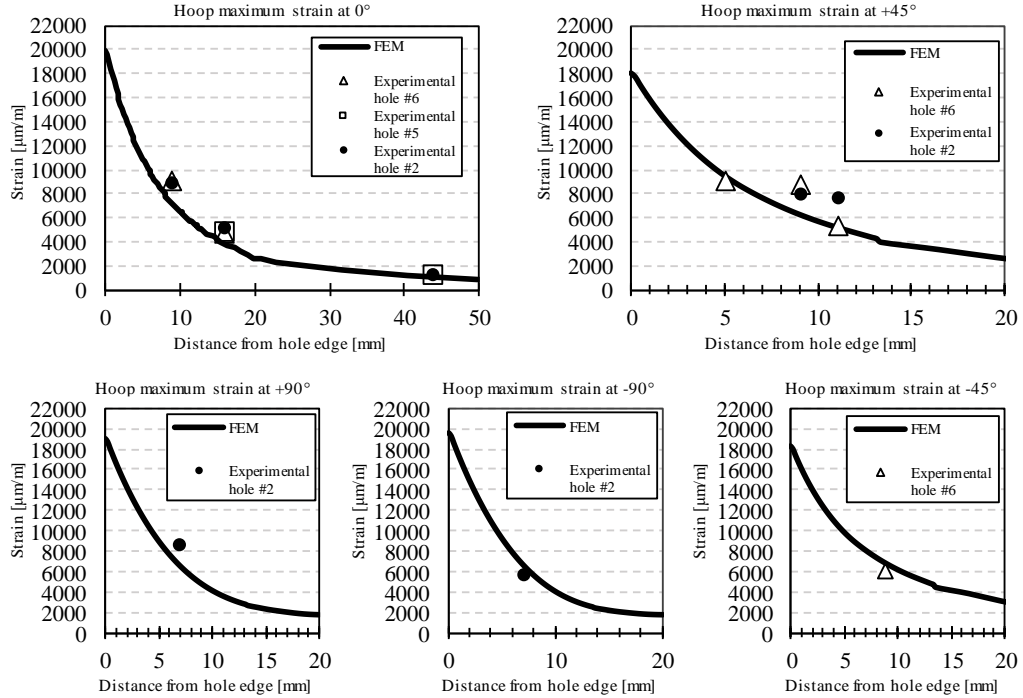 Hoop maximum strain at 0°
22000
20000
18000
16000
14000
12000
10000
8000
6000
4000
2000
0
Strain [µm/m]
FEM
Experimental
hole #6
Experimental
hole #5
Experimental
hole #2
0 10 20 30 40 50
Distance from hole edge [mm]
Hoop maximum strain at +45°
22000
20000
18000
16000
14000
12000
10000
8000
6000
4000
2000
0
Strain [µm/m]
FEM
Experimental
hole #6
Experimental
hole #2
0 5 10 15 20
Distance from hole edge [mm]
Hoop maximum strain at +90°
22000
20000
18000
16000
14000
12000
10000
8000
6000
4000
2000
0
Strain [µm/m]
FEM
Experimental
hole #2
0 5 10 15 20
Distance from hole edge [mm]
Hoop maximum strain at -90°
22000
20000
18000
16000
14000
12000
10000
8000
6000
4000
2000
0
Strain [µm/m]
FEM
Experimental
hole #2
0 5 10 15 20
Distance from hole edge [mm]
Hoop maximum strain at -45°
22000
20000
18000
16000
14000
12000
10000
8000
6000
4000
2000
0
Strain [µm/m]
FEM
Experimental
hole #6
0 5 10 15 20
Distance from hole edge [mm]